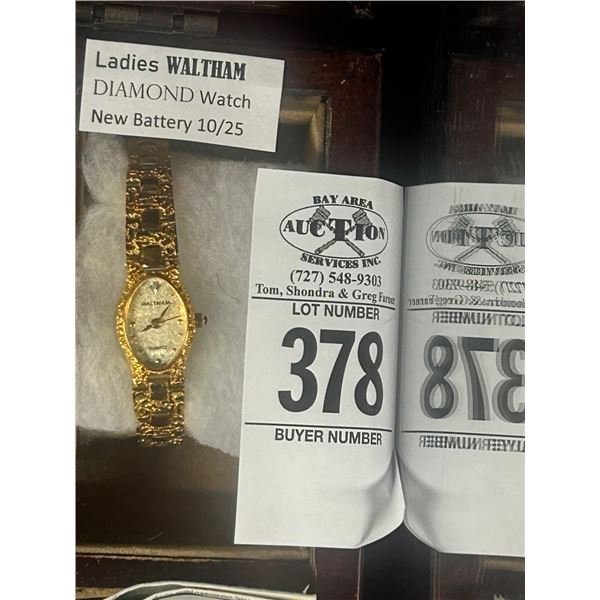 Ladies WALTHAM
DIAMOND Watch
New Battery 10/25
BAY AREA
AUCTION
SERVICES INC.
(727) 548-9303
Tom, Shondra & Greg Farner
LOT NUMBER
378
BUYER NUMBER
WALTHAM
QUARTZ